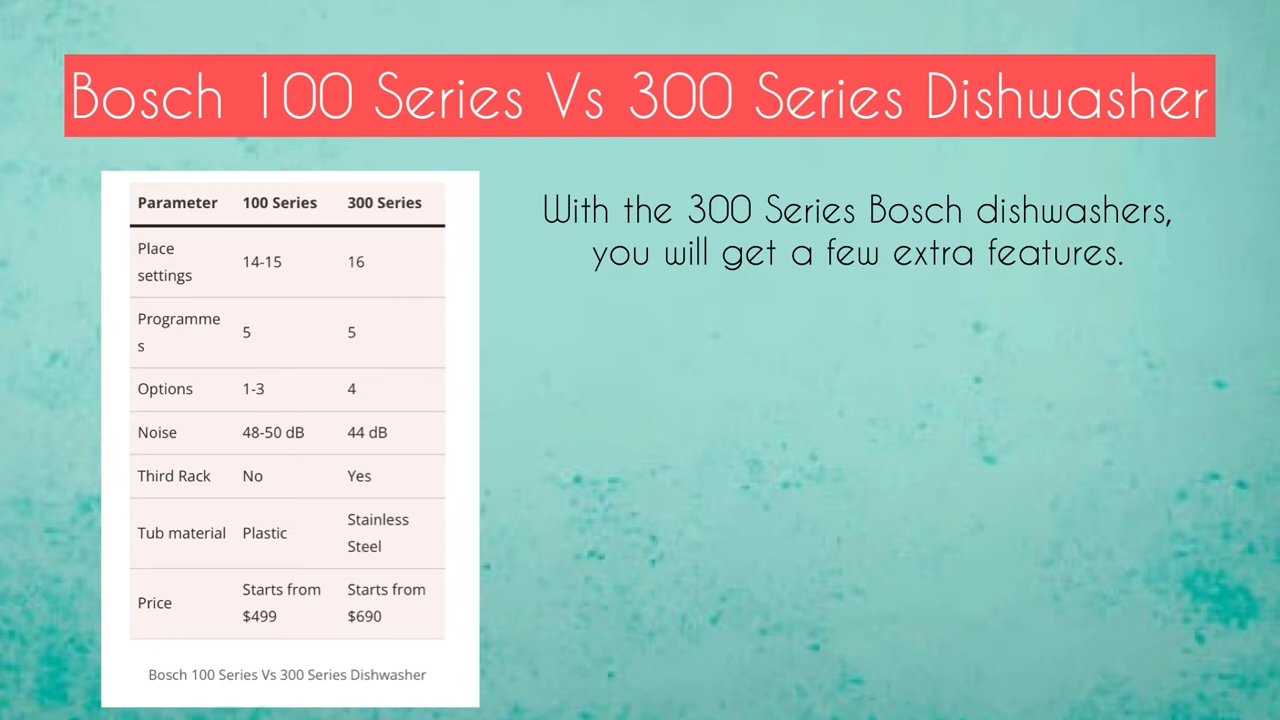 Bosch 100 Series Vs 300 Series Dishwasher
Parameter 100 Series 300 Series
Place
settings 14-15 16
Programme
s 5 5
Options 1-3 4
Noise 48-50 dB 44 dB
Third Rack No Yes
Tub material Plastic Stainless
Steel
Price Starts from Starts from
$499 $690
Bosch 100 Series Vs 300 Series Dishwasher
With the 300 Series Bosch dishwashers,
you will get a few extra features.